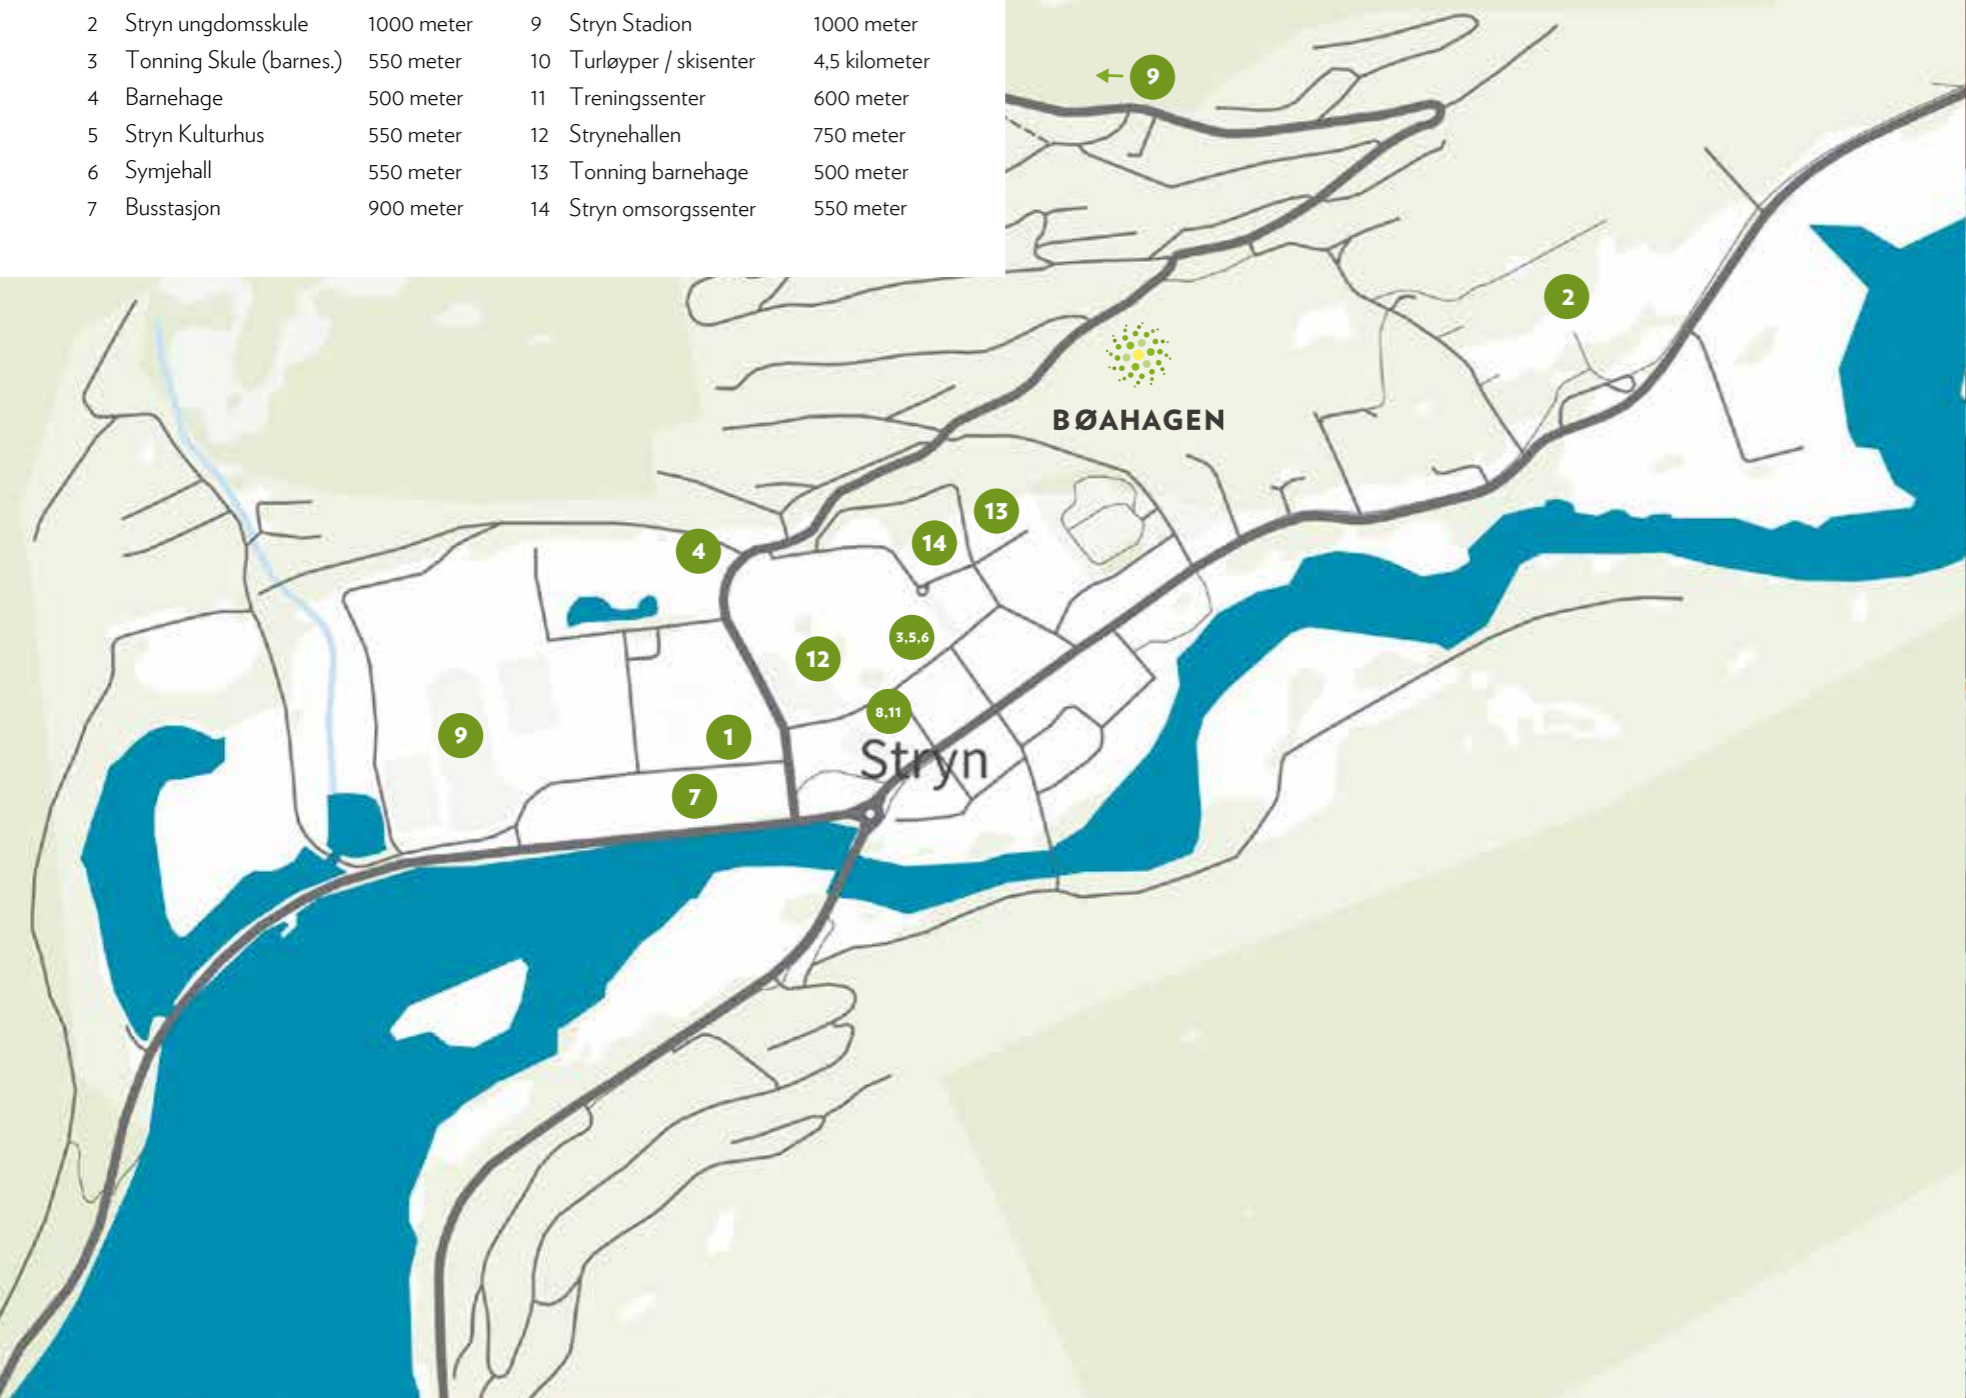 2 Stryn ungdomsskule 1000 meter
3 Tonning Skule (barnes.) 550 meter
4 Barnehage 500 meter
5 Stryn Kulturhus 550 meter
6 Symjehall 550 meter
7 Busstasjon 900 meter
9 Stryn Stadion 1000 meter
10 Turløyper / skisenter 4,5 kilometer
11 Treningssenter 600 meter
12 Strynehallen 750 meter
13 Tonning barnehage 500 meter
14 Stryn omsorgssenter 550 meter
9
2
BØAHAGEN
13
14
4
3,5,6
12
8,11
9
1
Stryn
7